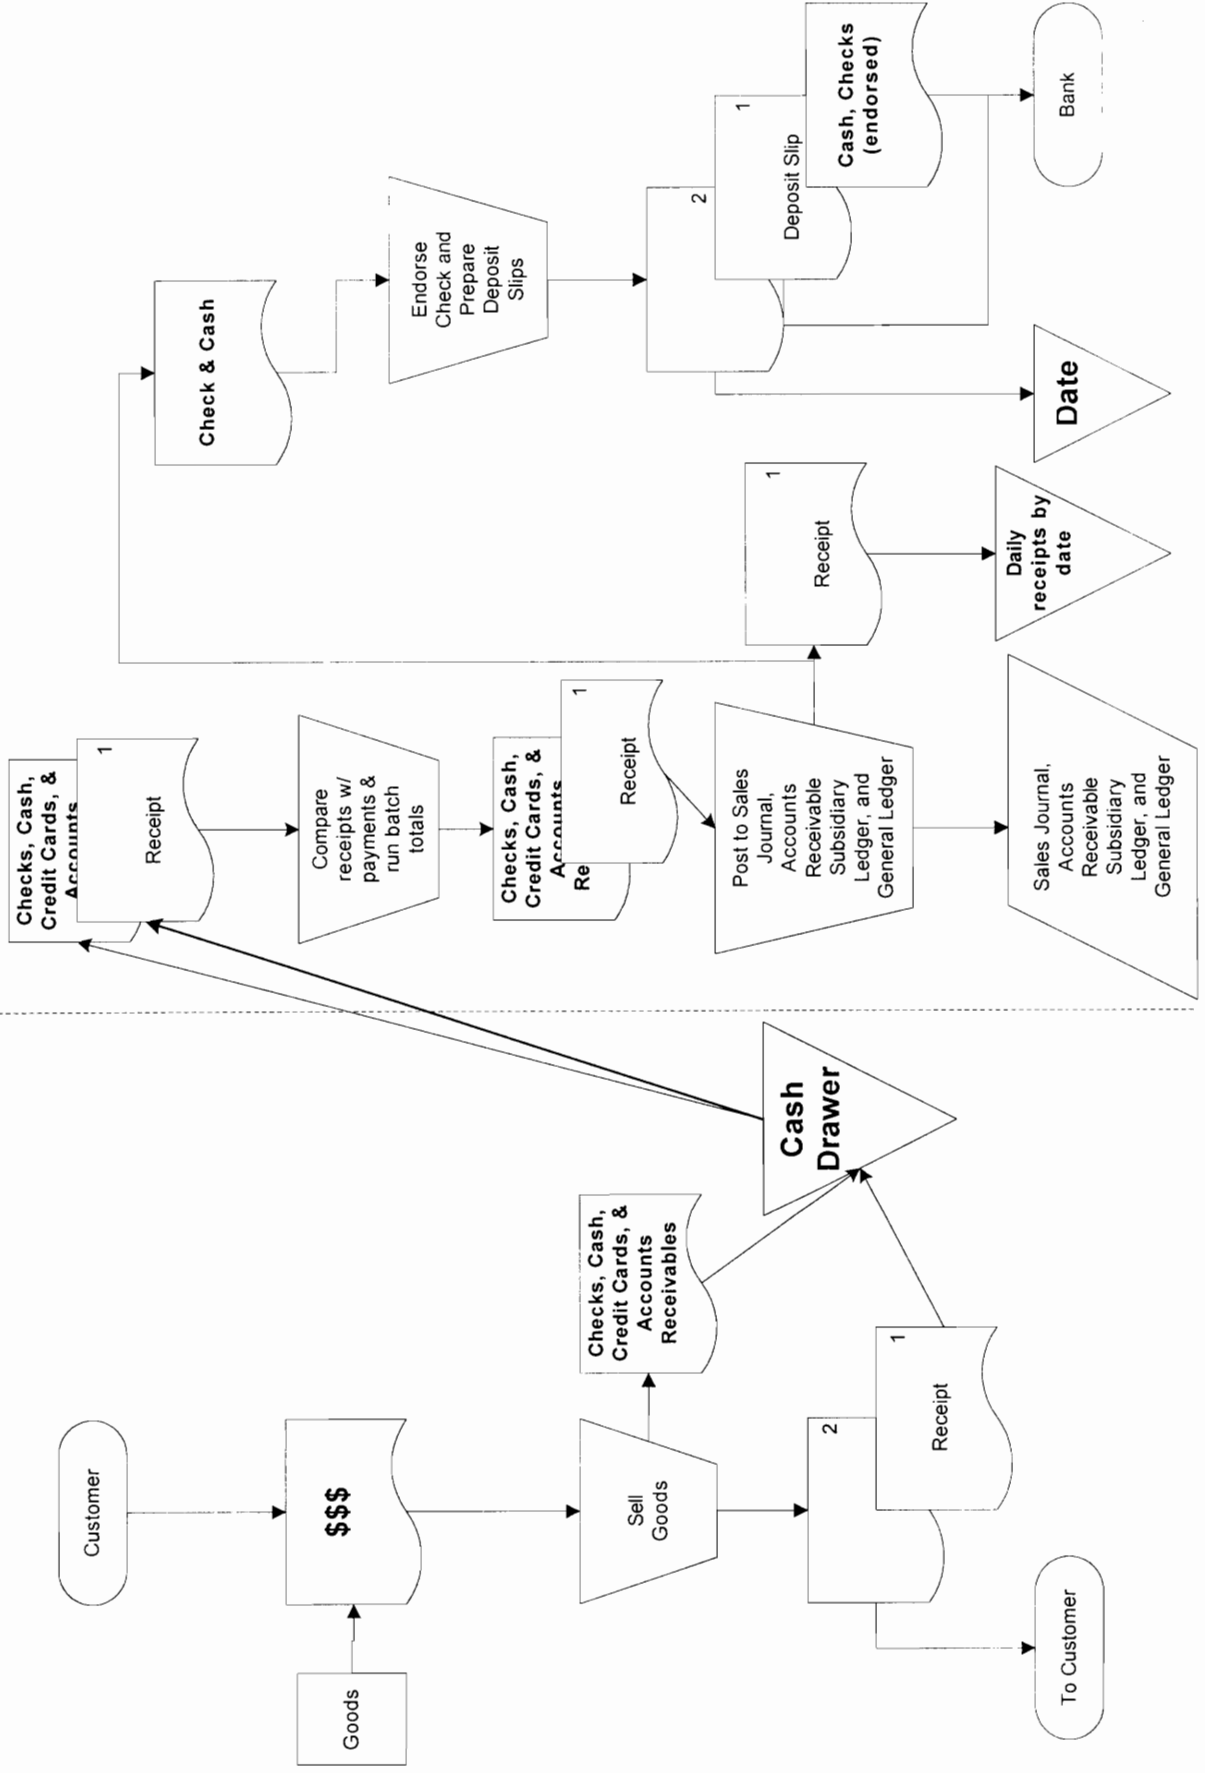 Customer
Goods
$$$
Sell
Goods
Checks, Cash,
Credit Cards, &
Accounts
Receivables
2
1
Receipt
To Customer
Cash
Drawer
Checks, Cash,
Credit Cards, &
Accounts
1
Receipt
Compare
receipts w/
payments &
run batch
totals
Checks, Cash,
Credit Cards, &
Accounts
Re
1
Receipt
Post to Sales
Journal,
Accounts
Receivable
Subsidiary
Ledger, and
General Ledger
Sales Journal,
Accounts
Receivable
Subsidiary
Ledger, and
General Ledger
1
Receipt
Daily
receipts by
date
Check & Cash
Endorse
Check and
Prepare
Deposit
Slips
2
1
Deposit Slip
Cash, Checks
(endorsed)
Date
Bank